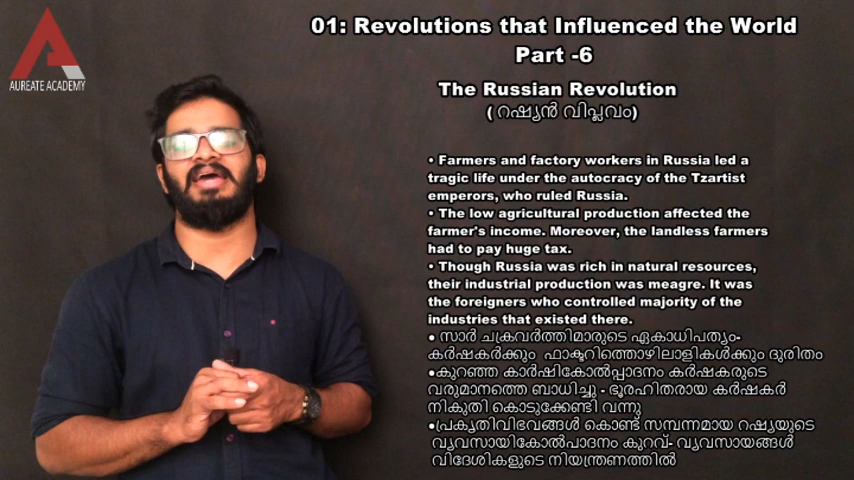 AUREATE ACADEMY
01: Revolutions that Influenced the World
Part -6
The Russian Revolution
( റഷ്യൻ വിപ്ലവം)
• Farmers and factory workers in Russia led a
tragic life under the autocracy of the Tzartist
emperors, who ruled Russia.
• The low agricultural production affected the
farmer's income. Moreover, the landless farmers
had to pay huge tax.
• Though Russia was rich in natural resources,
their industrial production was meagre. It was
the foreigners who controlled majority of the
industries that existed there.
• സാർ ചക്രവർത്തിമാരുടെ ഏകാധിപത്യം-
കർഷകർക്കും ഫാക്ടറിത്തൊഴിലാളികൾക്കും ദുരിതം
•കുറഞ്ഞ കാർഷികോൽപ്പാദനം കർഷകരുടെ
വരുമാനത്തെ ബാധിച്ചു - ഭൂരഹിതരായ കർഷകർ
നികുതി കൊടുക്കേണ്ടി വന്നു
•പ്രകൃതിവിഭവങ്ങൾ കൊണ്ട് സമ്പന്നമായ റഷ്യയുടെ
വ്യവസായികോൽപാദനം കുറവ്- വ്യവസായങ്ങൾ
വിദേശികളുടെ നിയന്ത്രണത്തിൽ